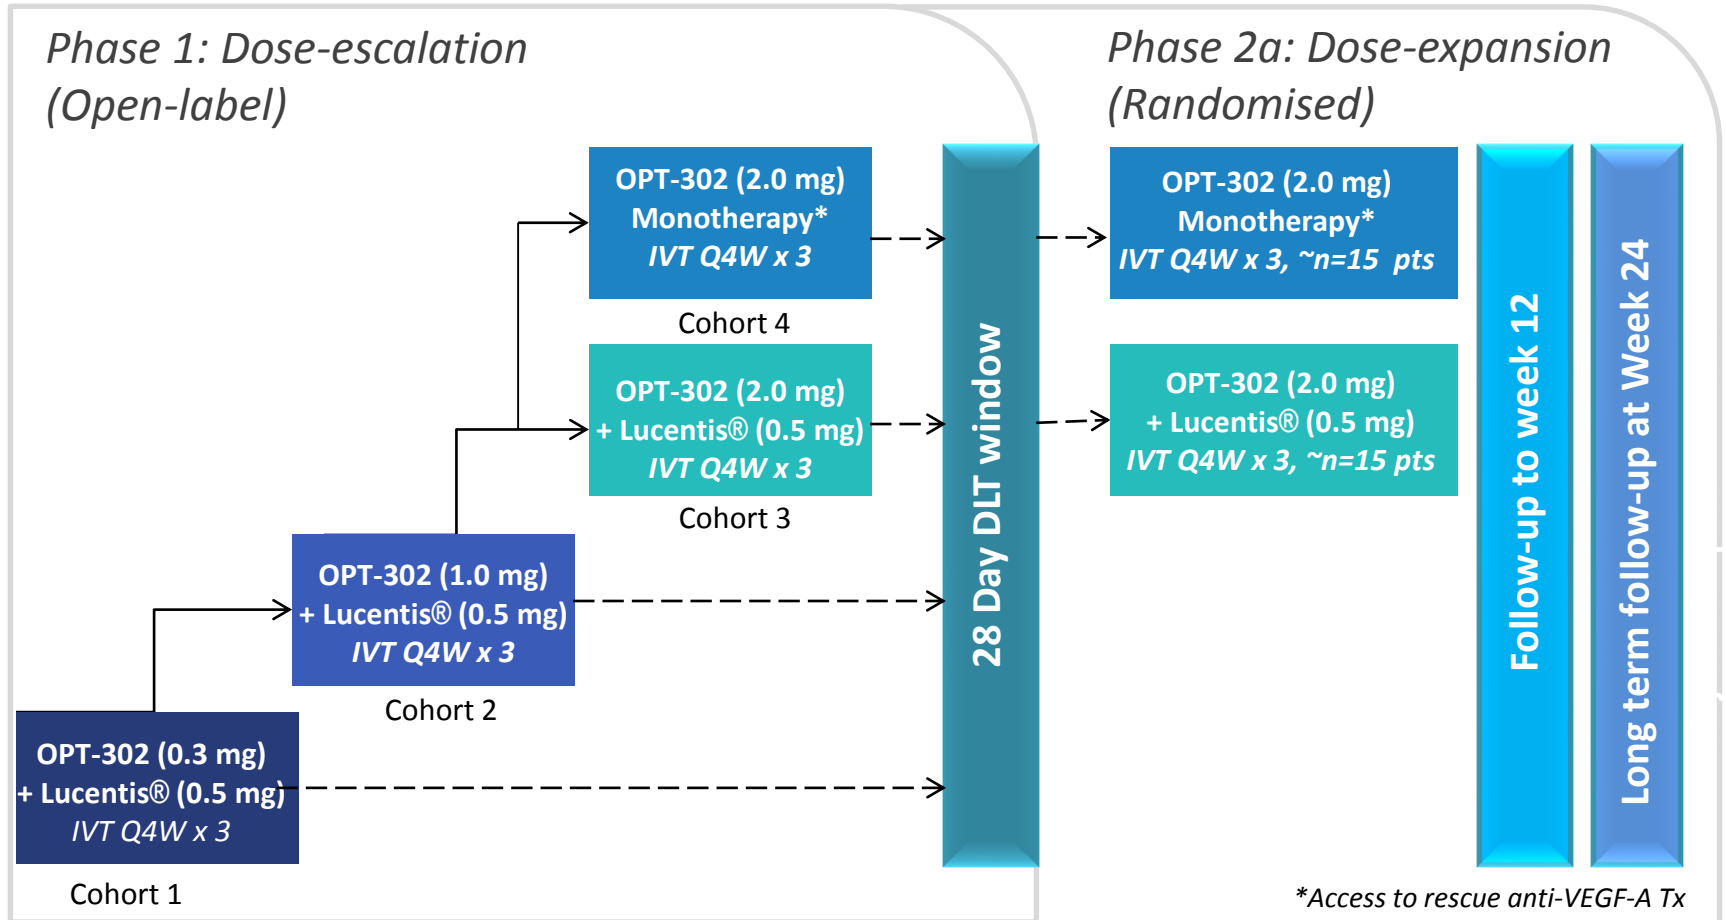 Phase 1: Dose-escalation
(Open-label)
Phase 2a: Dose-expansion
(Randomised)
OPT-302 (2.0 mg)
Monotherapy*
IVT Q4W x 3
Cohort 4
OPT-302 (2.0 mg)
+ Lucentis® (0.5 mg)
IVT Q4W x 3
Cohort 3
OPT-302 (1.0 mg)
+ Lucentis® (0.5 mg)
IVT Q4W x 3
Cohort 2
OPT-302 (0.3 mg)
+ Lucentis® (0.5 mg)
IVT Q4W x 3
Cohort 1
28 Day DLT window
OPT-302 (2.0 mg)
Monotherapy*
IVT Q4W x 3, ~n=15 pts
OPT-302 (2.0 mg)
+ Lucentis® (0.5 mg)
IVT Q4W x 3, ~n=15 pts
Follow-up to week 12
Long term follow-up at Week 24
*Access to rescue anti-VEGF-A Tx